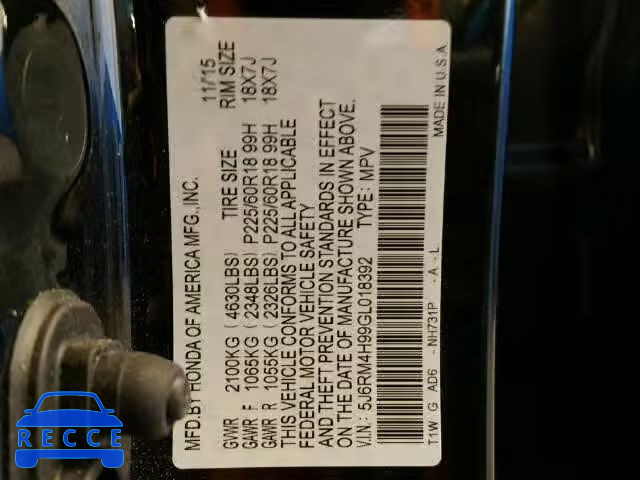 MFD.BY HONDA OF AMERICA MFG.,INC. 11/15
TIRE SIZE RIM SIZE
GVWR 2100KG (4630LBS)
GAWR F 1065KG (2348LBS) P225/60R18 99H 18X7J
GAWR R 1055KG (2326LBS) P225/60R18 99H 18X7J
THIS VEHICLE CONFORMS TO ALL APPLICABLE
FEDERAL MOTOR VEHICLE SAFETY
AND THEFT PREVENTION STANDARDS IN EFFECT
ON THE DATE OF MANUFACTURE SHOWN ABOVE.
V.I.N: 5J6RM4H99GL018392 TYPE: MPV
T1W G AD6 -NH731P -A -L MADE IN U.S.A
RECCE